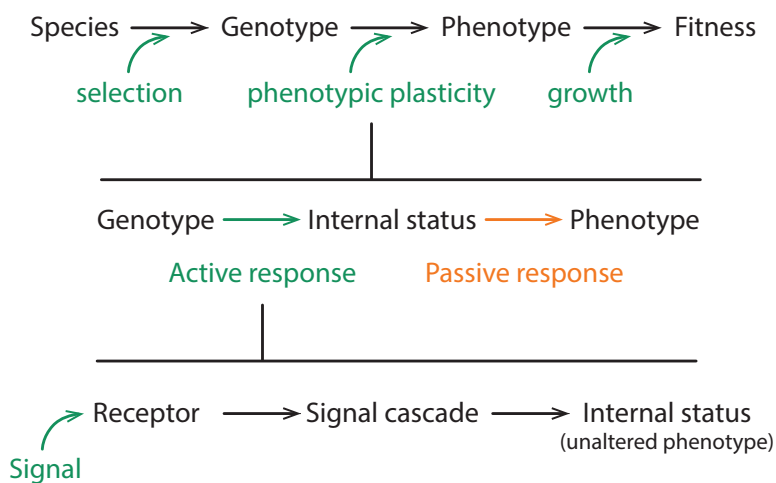 Species Genotype Phenotype Fitness
selection phenotypic plasticity growth
Genotype Internal status Phenotype
Active response Passive response
Receptor Signal cascade Internal status
(unaltered phenotype)
Signal